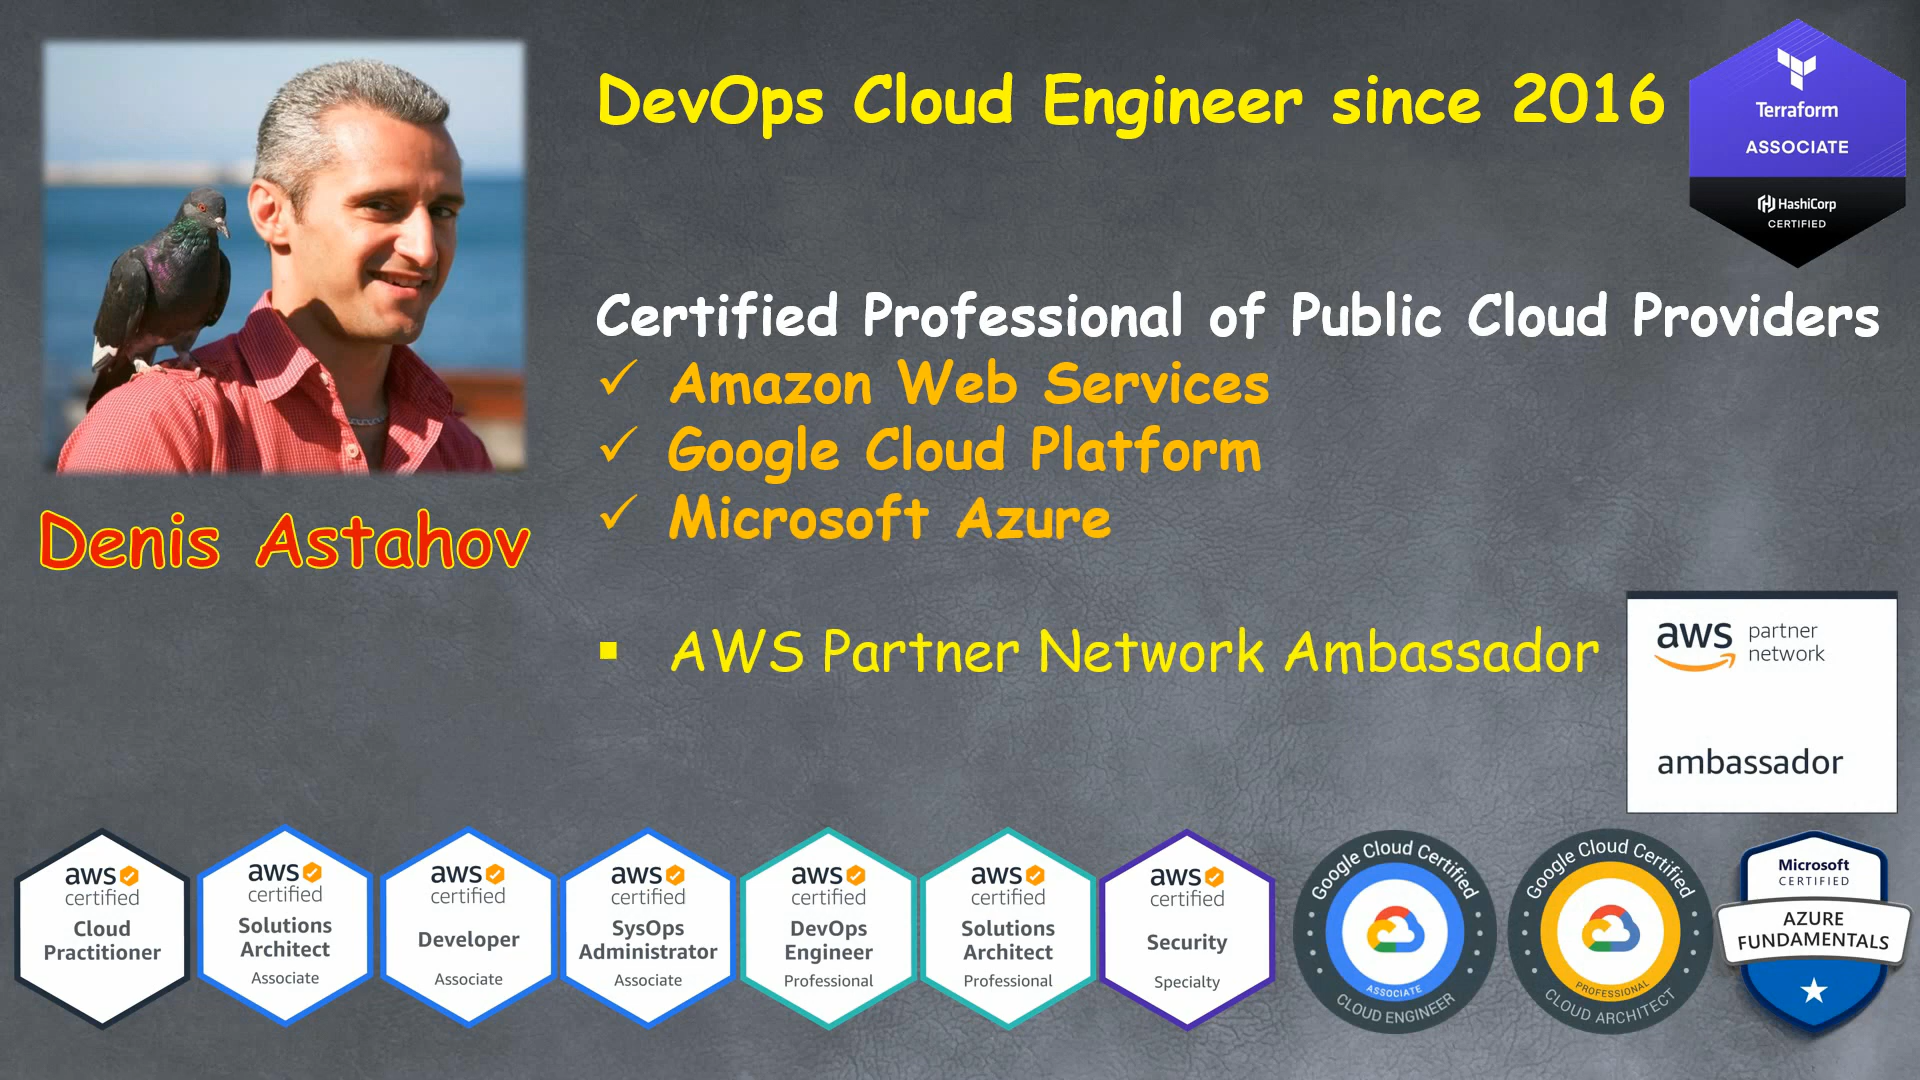 DevOps Cloud Engineer since 2016
Terraform
ASSOCIATE
HashiCorp
CERTIFIED
Certified Professional of Public Cloud Providers
✓ Amazon Web Services
✓ Google Cloud Platform
✓ Microsoft Azure
Denis Astahov
▪ AWS Partner Network Ambassador
aws partner
network
ambassador
aws
certified
Cloud
Practitioner
aws
certified
Solutions
Architect
Associate
aws
certified
Developer
Associate
aws
certified
SysOps
Administrator
Associate
aws
certified
DevOps
Engineer
Professional
aws
certified
Solutions
Architect
Professional
aws
certified
Security
Specialty
Google Cloud Certified
ASSOCIATE
CLOUD ENGINEER
Google Cloud Certified
PROFESSIONAL
CLOUD ARCHITECT
Microsoft
CERTIFIED
AZURE
FUNDAMENTALS